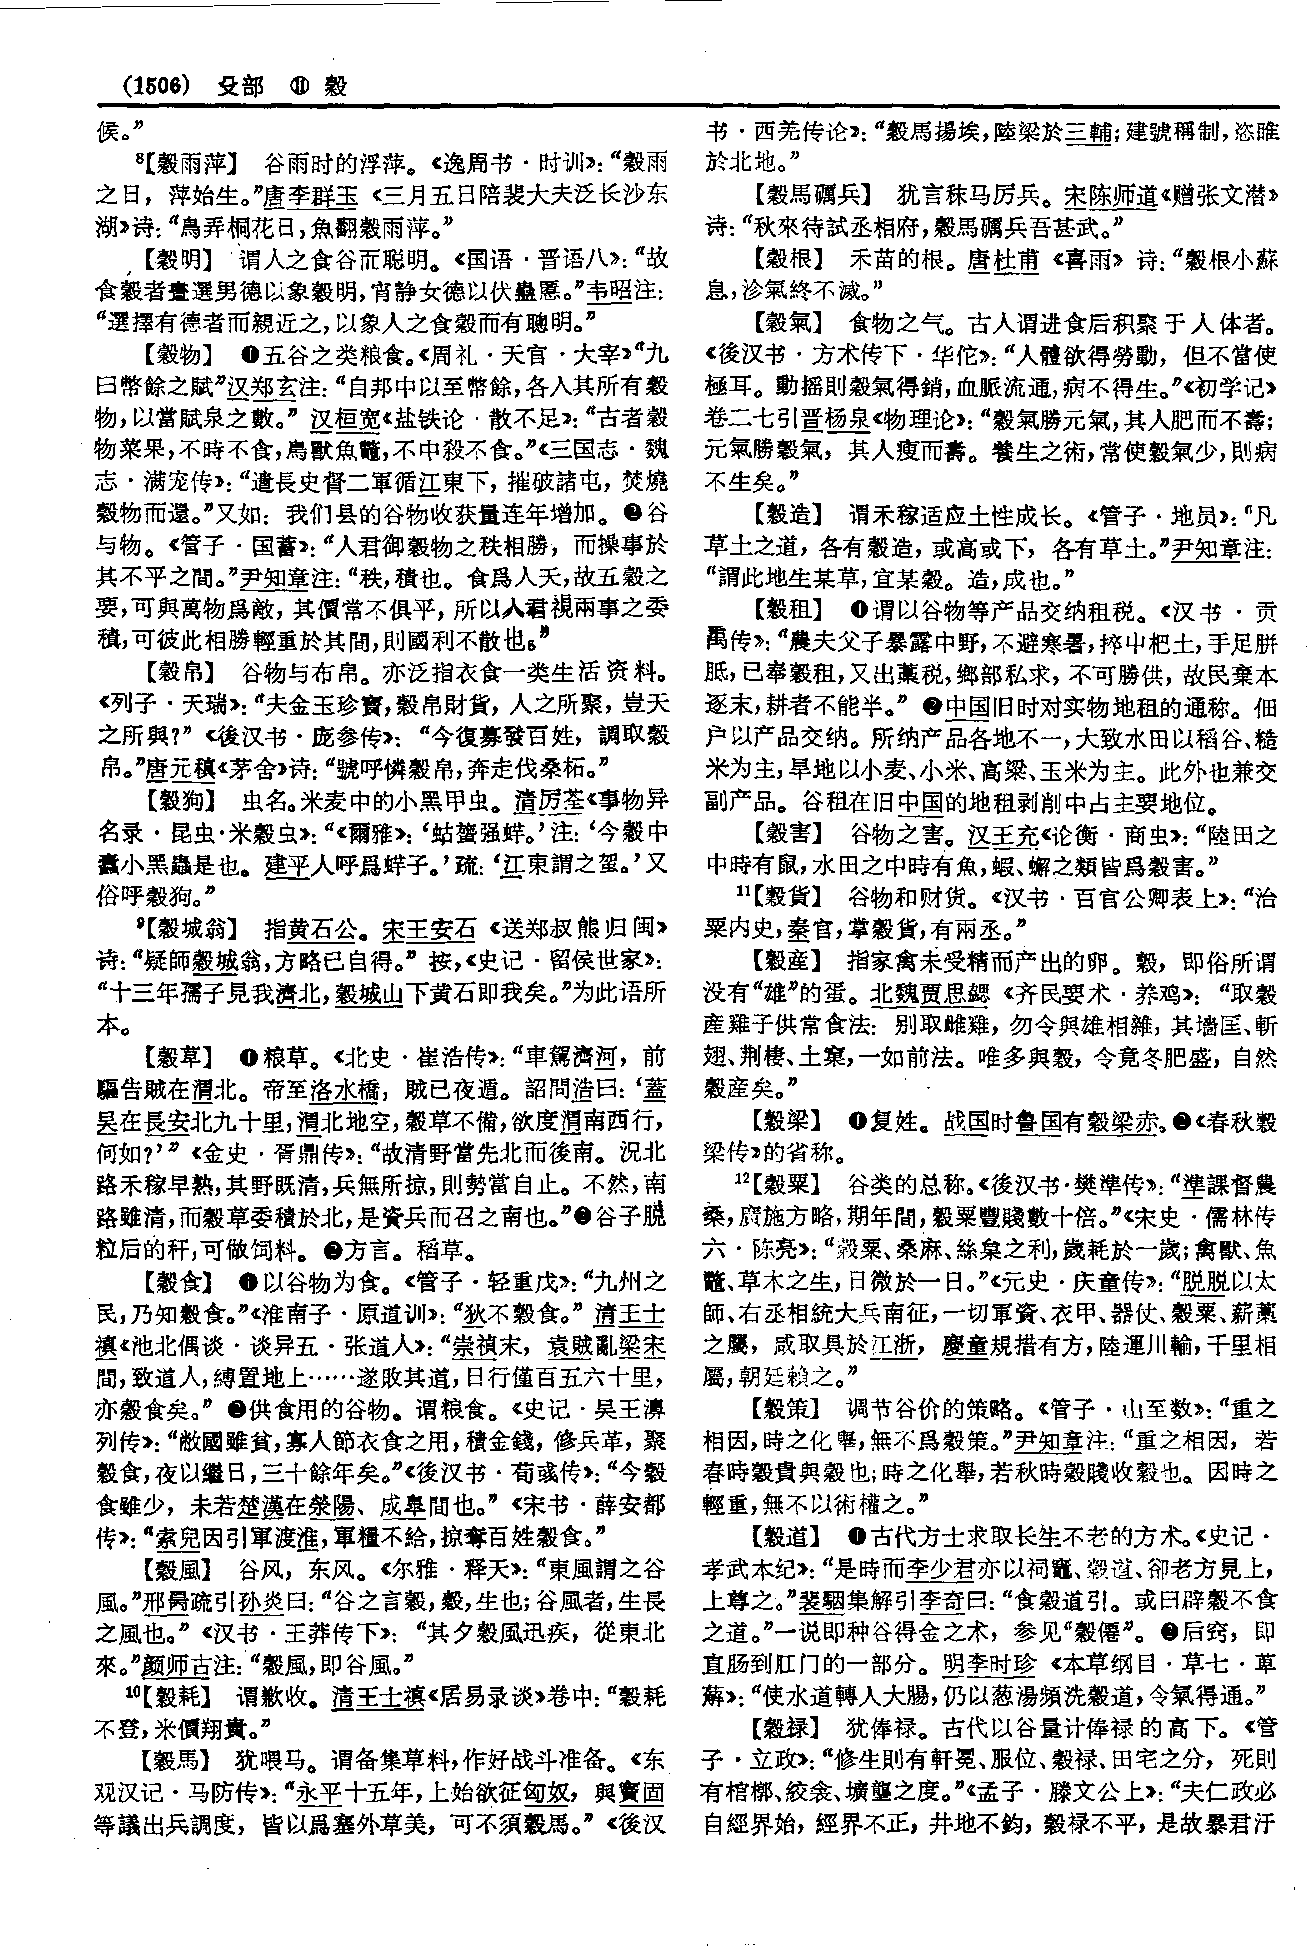 (1506) 殳部 ⑪ 穀
侯。”
⁸【穀雨萍】 谷雨时的浮萍。《逸周书·时训》：“穀雨
之日，萍始生。”唐李群玉《三月五日陪裴大夫泛长沙东
湖》诗：“鳥弄桐花日，魚翻穀雨萍。”
【穀明】 谓人之食谷而聪明。《国语·晋语八》：“故
食穀者晝選男德以象穀明，宵静女德以伏蠱慝。”韦昭注：
“選擇有德者而親近之，以象人之食穀而有聰明。”
【穀物】 ❶五谷之类粮食。《周礼·天官·大宰》“九
曰幣餘之賦”汉郑玄注：“自邦中以至幣餘，各入其所有穀
物，以當賦泉之數。” 汉桓宽《盐铁论·散不足》：“古者穀
物菜果，不時不食，鳥獸魚鼈，不中殺不食。”《三国志·魏
志·满宠传》：“遣長史督二軍循江東下，摧破諸屯，焚燒
穀物而還。”又如：我们县的谷物收获量连年增加。 ❷谷
与物。《管子·国蓄》：“人君御穀物之秩相勝，而操事於
其不平之間。”尹知章注：“秩，積也。食爲人天，故五穀之
要，可與萬物爲敵，其價常不俱平，所以人君視兩事之委
積，可彼此相勝輕重於其間，則國利不散也。”
【穀帛】 谷物与布帛。亦泛指衣食一类生活资料。
《列子·天瑞》：“夫金玉珍寶，穀帛財貨，人之所聚，豈天
之所與？”《後汉书·庞参传》：“今復募發百姓，調取穀
帛。”唐元稹《茅舍》诗：“號呼憐穀帛，奔走伐桑柘。”
【穀狗】 虫名。米麦中的小黑甲虫。清厉荃《事物异
名录·昆虫·米穀虫》：“《爾雅》：‘蛄䗐强蛘。’注：‘今穀中
蠹小黑蟲是也。建平人呼爲蛘子。’疏：‘江東謂之䖹。’又
俗呼穀狗。”
⁹【穀城翁】 指黄石公。宋王安石《送郑叔熊归闽》
诗：“疑師穀城翁，方略已自得。”按，《史记·留侯世家》：
“十三年孺子見我濟北，穀城山下黄石即我矣。”为此语所
本。
【穀草】 ❶粮草。《北史·崔浩传》：“車駕濟河，前
驅告賊在渭北。帝至洛水橋，賊已夜遁。詔問浩曰：‘蓋
吴在長安北九十里，渭北地空，穀草不備，欲度渭南西行，
何如？’”《金史·胥鼎传》：“故清野當先北而後南。況北
路禾稼早熟，其野既清，兵無所掠，則勢當自止。不然，南
路雖清，而穀草委積於北，是資兵而召之南也。”❷谷子脱
粒后的秆，可做饲料。 ❷方言。稻草。
【穀食】 ❶以谷物为食。《管子·轻重戊》：“九州之
民，乃知穀食。”《淮南子·原道训》：“狄不穀食。” 清王士
禛《池北偶谈·谈异五·张道人》：“崇禎末，袁賊亂梁宋
間，致道人，縛置地上……遂敗其道，日行僅百五六十里，
亦穀食矣。” ❷供食用的谷物。谓粮食。《史记·吴王濞
列传》：“敝國雖貧，寡人節衣食之用，積金錢，修兵革，聚
穀食，夜以繼日，三十餘年矣。”《後汉书·荀彧传》：“今穀
食雖少，未若楚漢在滎陽、成皋間也。”《宋书·薛安都
传》：“索兒因引軍渡淮，軍糧不給，掠奪百姓穀食。”
【穀風】 谷风，东风。《尔雅·释天》：“東風謂之谷
風。”邢昺疏引孙炎曰：“谷之言穀，穀，生也；谷風者，生長
之風也。”《汉书·王莽传下》：“其夕穀風迅疾，從東北
來。”颜师古注：“穀風，即谷風。”
¹⁰【穀耗】 谓歉收。清王士禛《居易录谈》卷中：“穀耗
不登，米價翔貴。”
【穀馬】 犹喂马。谓备集草料，作好战斗准备。《东
观汉记·马防传》：“永平十五年，上始欲征匈奴，與竇固
等議出兵調度，皆以爲塞外草美，可不須穀馬。”《後汉
书·西羌传论》：“穀馬揚埃，陸梁於三輔；建號稱制，恣睢
於北地。”
【穀馬礪兵】 犹言秣马厉兵。宋陈师道《赠张文潜》
诗：“秋來待試丞相府，穀馬礪兵吾甚武。”
【穀根】 禾苗的根。唐杜甫《喜雨》诗：“穀根小蘇
息，沴氣終不滅。”
【穀氣】 食物之气。古人谓进食后积聚于人体者。
《後汉书·方术传下·华佗》：“人體欲得勞動，但不當使
極耳。動摇則穀氣得銷，血脈流通，病不得生。”《初学记》
卷二七引晋杨泉《物理论》：“穀氣勝元氣，其人肥而不壽；
元氣勝穀氣，其人瘦而壽。養生之術，常使穀氣少，則病
不生矣。”
【穀造】 谓禾稼适应土性成长。《管子·地员》：“凡
草土之道，各有穀造，或高或下，各有草土。”尹知章注：
“謂此地生某草，宜某穀。造，成也。”
【穀租】 ❶谓以谷物等产品交纳租税。《汉书·贡
禹传》：“農夫父子暴露中野，不避寒暑，捽屮杷土，手足胼
胝，已奉穀租，又出稾税，鄉部私求，不可勝供，故民棄本
逐末，耕者不能半。” ❷中国旧时对实物地租的通称。佃
户以产品交纳。所纳产品各地不一，大致水田以稻谷、糙
米为主，旱地以小麦、小米、高粱、玉米为主。此外也兼交
副产品。谷租在旧中国的地租剥削中占主要地位。
【穀害】 谷物之害。汉王充《论衡·商虫》：“陸田之
中時有鼠，水田之中時有魚，蝦、蠏之類皆爲穀害。”
¹¹【穀貨】 谷物和财货。《汉书·百官公卿表上》：“治
粟内史，秦官，掌穀貨，有兩丞。”
【穀産】 指家禽未受精而产出的卵。穀，即俗所谓
没有“雄”的蛋。北魏贾思勰《齐民要术·养鸡》：“取穀
産雞子供常食法：别取雌雞，勿令與雄相雜，其墙匡、斬
翅、荆棲、土窠，一如前法。唯多與穀，令竟冬肥盛，自然
穀産矣。”
【穀梁】 ❶复姓。战国时鲁国有穀梁赤。❷《春秋穀
梁传》的省称。
¹²【穀粟】 谷类的总称。《後汉书·樊準传》：“準課督農
桑，廣施方略，期年間，穀粟豐賤數十倍。”《宋史·儒林传
六·陈亮》：“穀粟、桑麻、絲枲之利，歲耗於一歲；禽獸、魚
鼈、草木之生，日微於一日。”《元史·庆童传》：“脱脱以太
師、右丞相統大兵南征，一切軍資、衣甲、器仗、穀粟、薪藁
之屬，咸取具於江浙，慶童規措有方，陸運川輸，千里相
屬，朝廷賴之。”
【穀策】 调节谷价的策略。《管子·山至数》：“重之
相因，時之化舉，無不爲穀策。”尹知章注：“重之相因，若
春時穀貴與穀也；時之化舉，若秋時穀賤收穀也。因時之
輕重，無不以術權之。”
【穀道】 ❶古代方士求取长生不老的方术。《史记·
孝武本纪》：“是時而李少君亦以祠竈、穀道、卻老方見上，
上尊之。”裴駰集解引李奇曰：“食穀道引。或曰辟穀不食
之道。”一说即种谷得金之术，参见“穀僊”。 ❷后窍，即
直肠到肛门的一部分。明李时珍《本草纲目·草七·萆
薢》：“使水道轉入大腸，仍以葱湯頻洗穀道，令氣得通。”
【穀禄】 犹俸禄。古代以谷量计俸禄的高下。《管
子·立政》：“修生則有軒冕、服位、穀禄、田宅之分，死則
有棺槨、絞衾、壙壟之度。”《孟子·滕文公上》：“夫仁政必
自經界始，經界不正，井地不鈞，穀禄不平，是故暴君汙